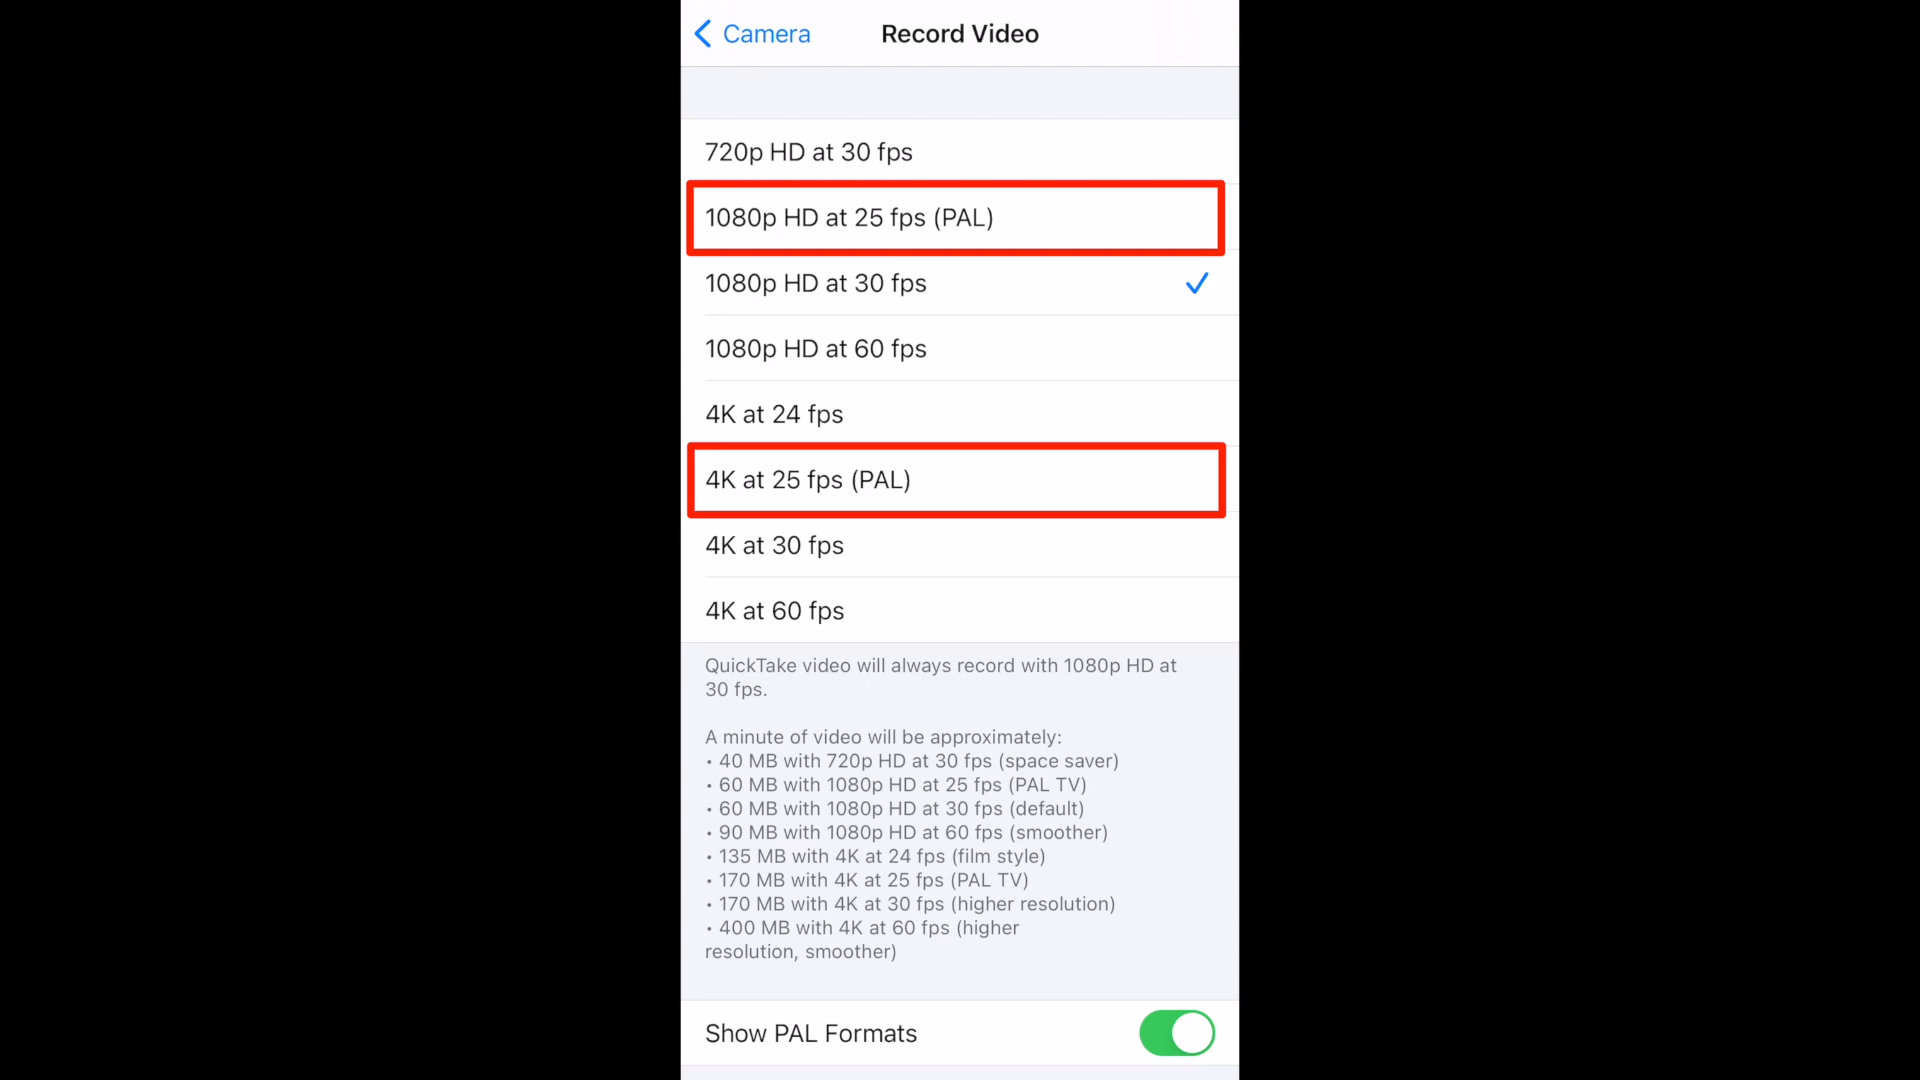 Camera
Record Video
720p HD at 30 fps
1080p HD at 25 fps (PAL)
1080p HD at 30 fps
1080p HD at 60 fps
4K at 24 fps
4K at 25 fps (PAL)
4K at 30 fps
4K at 60 fps
QuickTake video will always record with 1080p HD at
30 fps.
A minute of video will be approximately:
• 40 MB with 720p HD at 30 fps (space saver)
• 60 MB with 1080p HD at 25 fps (PAL TV)
• 60 MB with 1080p HD at 30 fps (default)
• 90 MB with 1080p HD at 60 fps (smoother)
• 135 MB with 4K at 24 fps (film style)
• 170 MB with 4K at 25 fps (PAL TV)
• 170 MB with 4K at 30 fps (higher resolution)
• 400 MB with 4K at 60 fps (higher
resolution, smoother)
Show PAL Formats